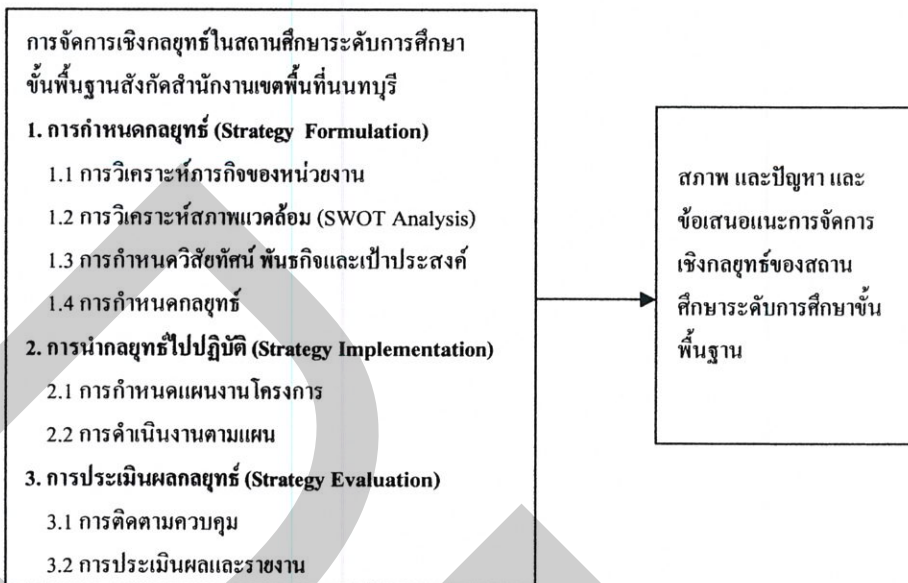 การจัดการเชิงกลยุทธ์ในสถานศึกษาระดับการศึกษา
ขั้นพื้นฐานสังกัดสำนักงานเขตพื้นที่นนทบุรี
1. การกำหนดกลยุทธ์ (Strategy Formulation)
1.1 การวิเคราะห์ภารกิจของหน่วยงาน
1.2 การวิเคราะห์สภาพแวดล้อม (SWOT Analysis)
1.3 การกำหนดวิสัยทัศน์ พันธกิจและเป้าประสงค์
1.4 การกำหนดกลยุทธ์
2. การนำกลยุทธ์ไปปฏิบัติ (Strategy Implementation)
2.1 การกำหนดแผนงานโครงการ
2.2 การดำเนินงานตามแผน
3. การประเมินผลกลยุทธ์ (Strategy Evaluation)
3.1 การติดตามควบคุม
3.2 การประเมินผลและรายงาน
สภาพ และปัญหา และ
ข้อเสนอแนะการจัดการ
เชิงกลยุทธ์ของสถาน
ศึกษาระดับการศึกษาขั้น
พื้นฐาน